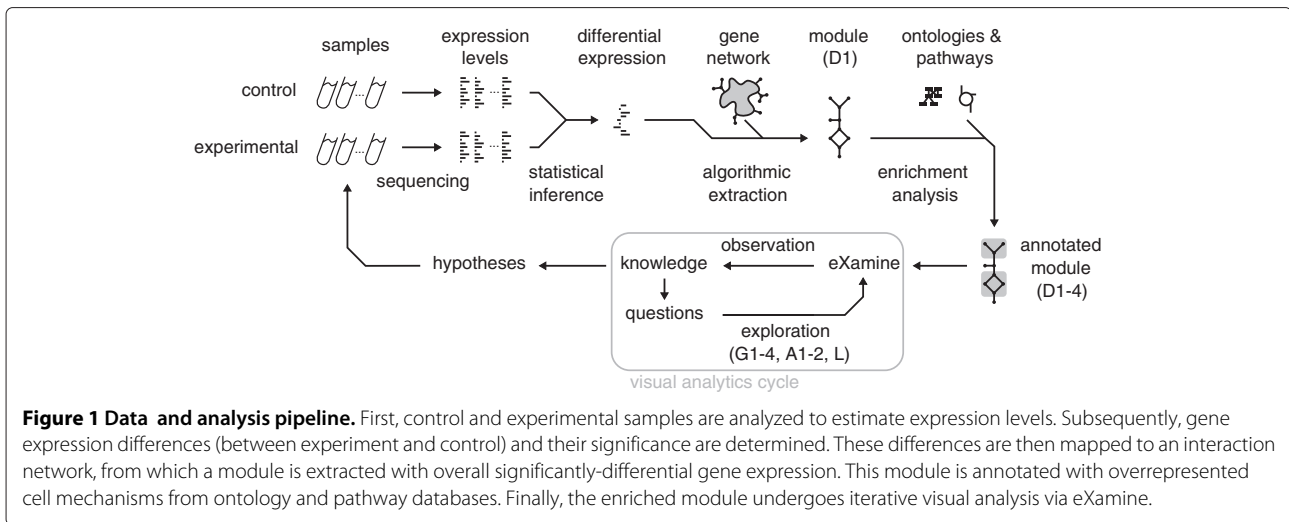 samples
expression
levels
differential
expression
gene
network
module
(D1)
ontologies &
pathways
control
experimental
sequencing
statistical
inference
algorithmic
extraction
enrichment
analysis
hypotheses
observation
knowledge
eXamine
questions
exploration
(G1-4, A1-2, L)
visual analytics cycle
annotated
module
(D1-4)
Figure 1 Data and analysis pipeline. First, control and experimental samples are analyzed to estimate expression levels. Subsequently, gene
expression differences (between experiment and control) and their significance are determined. These differences are then mapped to an interaction
network, from which a module is extracted with overall significantly-differential gene expression. This module is annotated with overrepresented
cell mechanisms from ontology and pathway databases. Finally, the enriched module undergoes iterative visual analysis via eXamine.